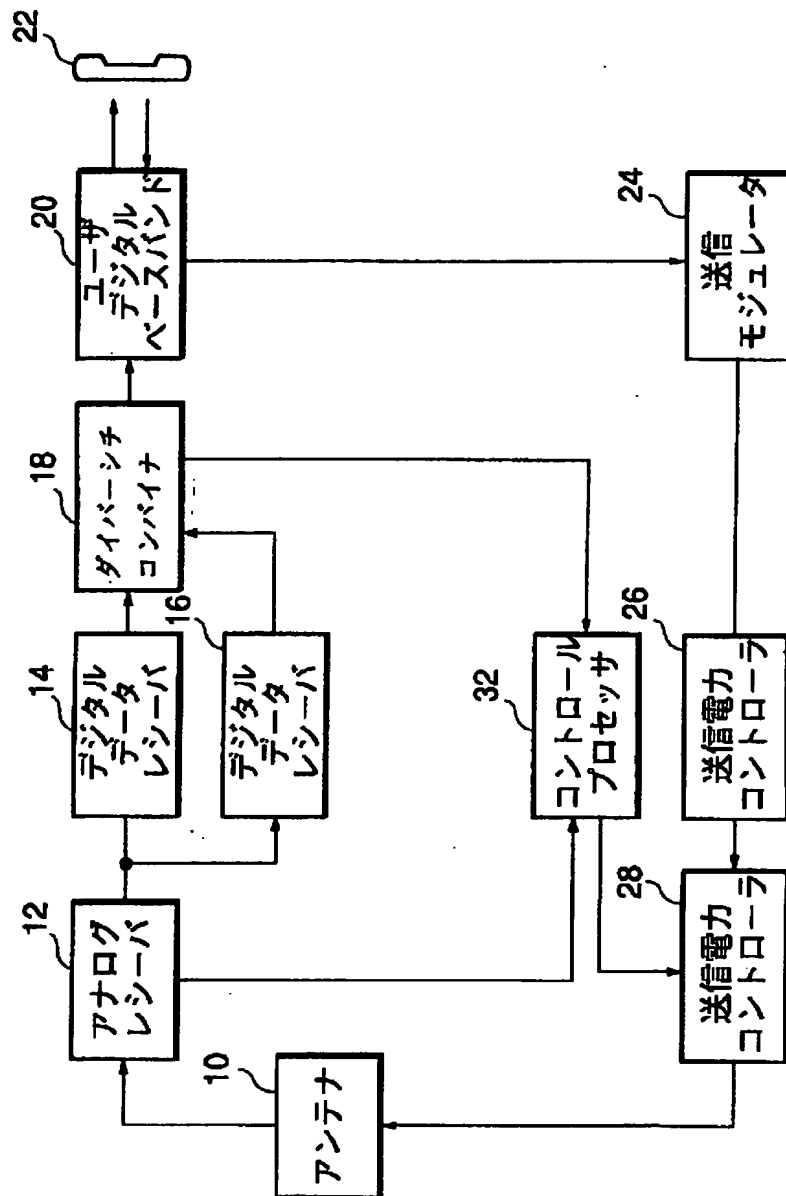 22
20
ユーザ
デジタル
ベースバンド
18
ダイバーシチ
コンバイナ
14
デジタル
データ
レシーバ
16
デジタル
データ
レシーバ
12
アナログ
レシーバ
10
アンテナ
32
コントロール
プロセッサ
24
送信
モジュレータ
26
送信電力
コントローラ
28
送信電力
コントローラ